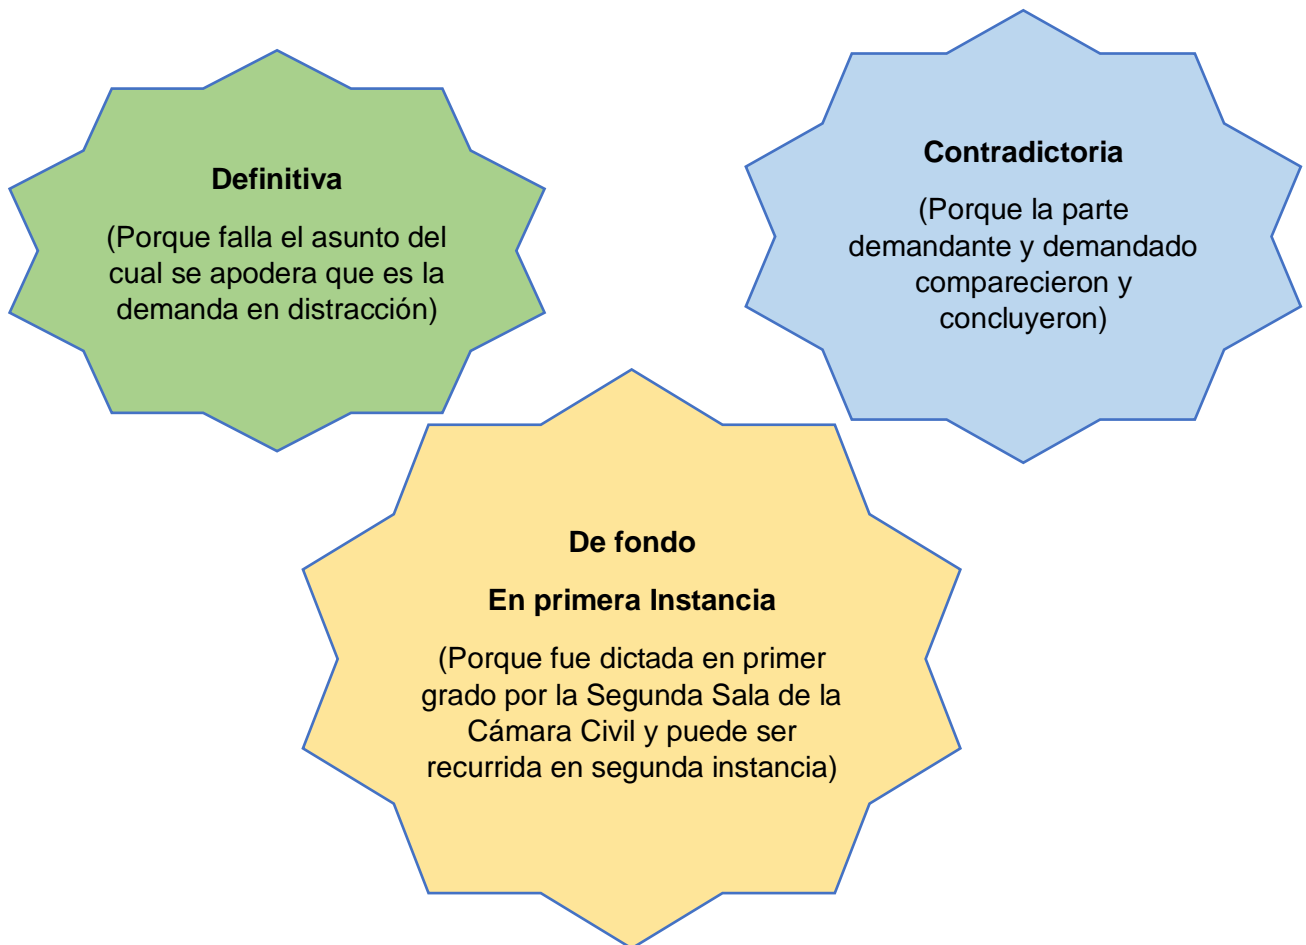 Definitiva
(Porque falla el asunto del
cual se apodera que es la
demanda en distracción)
Contradictoria
(Porque la parte
demandante y demandado
comparecieron y
concluyeron)
De fondo
En primera Instancia
(Porque fue dictada en primer
grado por la Segunda Sala de la
Cámara Civil y puede ser
recurrida en segunda instancia)